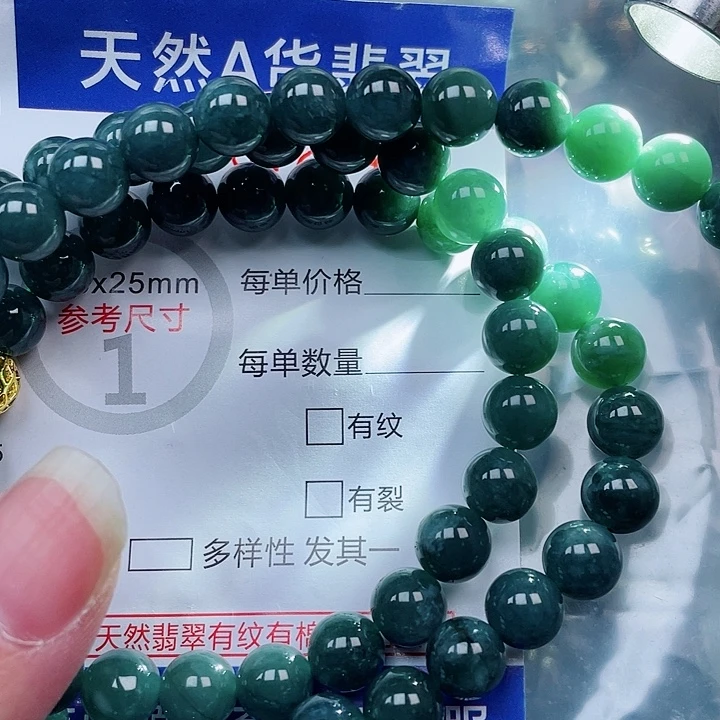 天然A货翡翠
x25mm
参考尺寸
1
每单价格
每单数量
有纹
有裂
多样性 发其一
天然翡翠有纹有棉